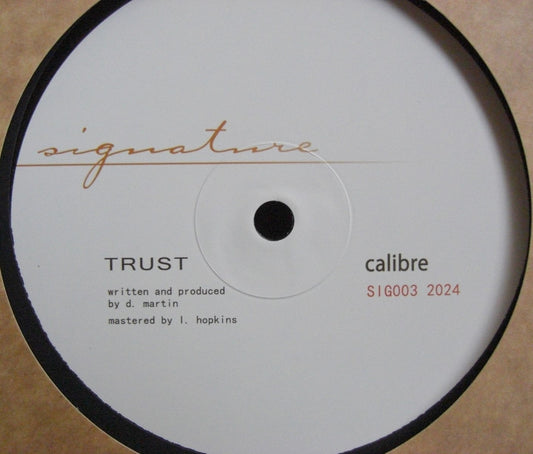 signature
TRUST
calibre
written and produced
by d. martin
SIG003 2024
mastered by l. hopkins